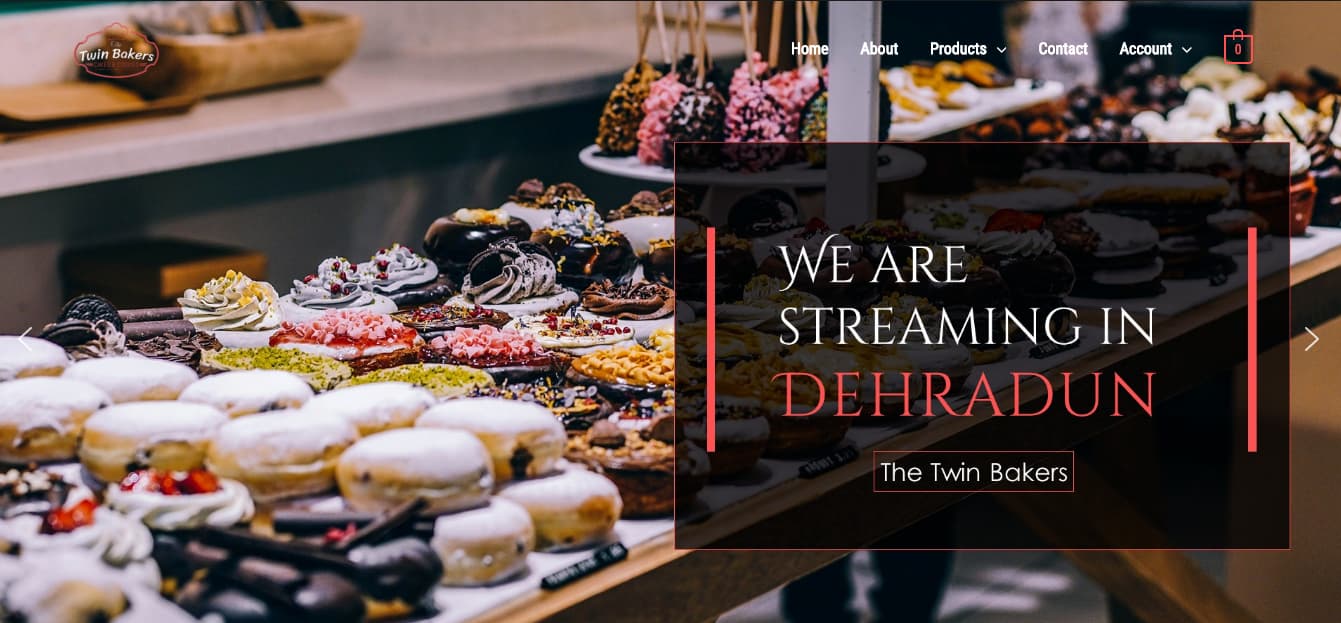 Twin Bakers
Home
About
Products
Contact
Account
0
We are
streaming in
Dehradun
The Twin Bakers